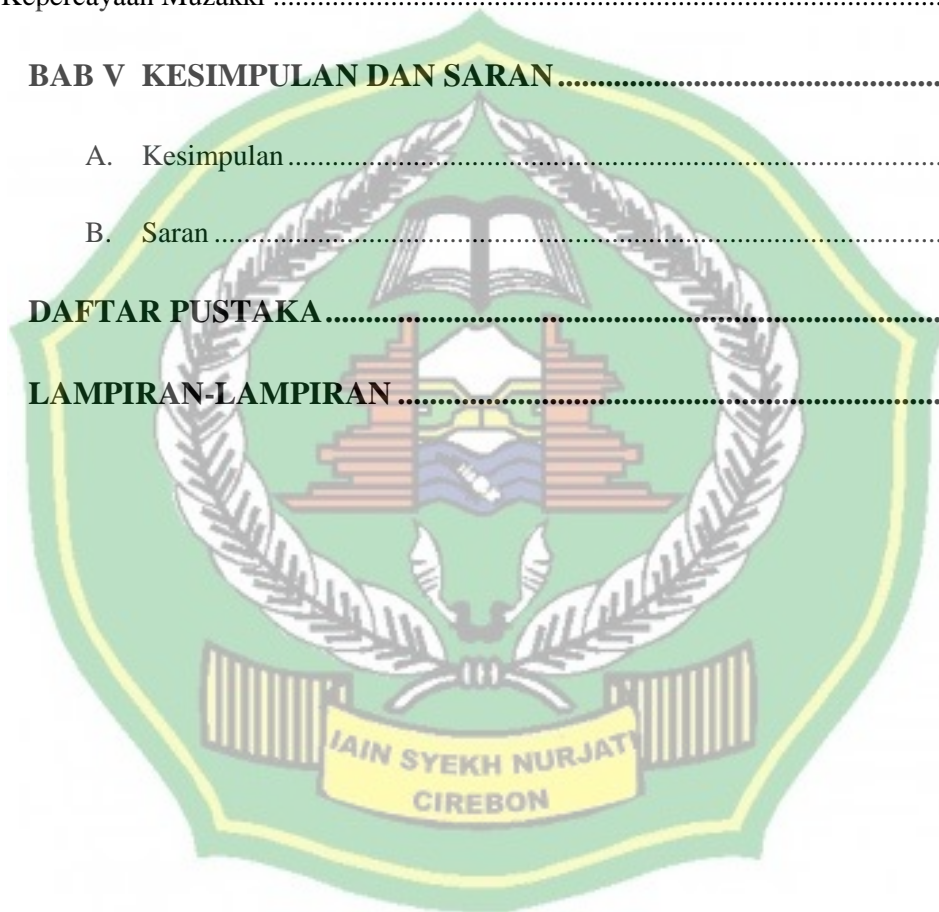 Kepercayaan Muzakki ...........................................................................................
BAB V KESIMPULAN DAN SARAN....................................................
A. Kesimpulan.........................................................................................
B. Saran ...................................................................................................
DAFTAR PUSTAKA....................................................................................
LAMPIRAN-LAMPIRAN..........................................................................
IAIN SYEKH NURJATI
CIREBON